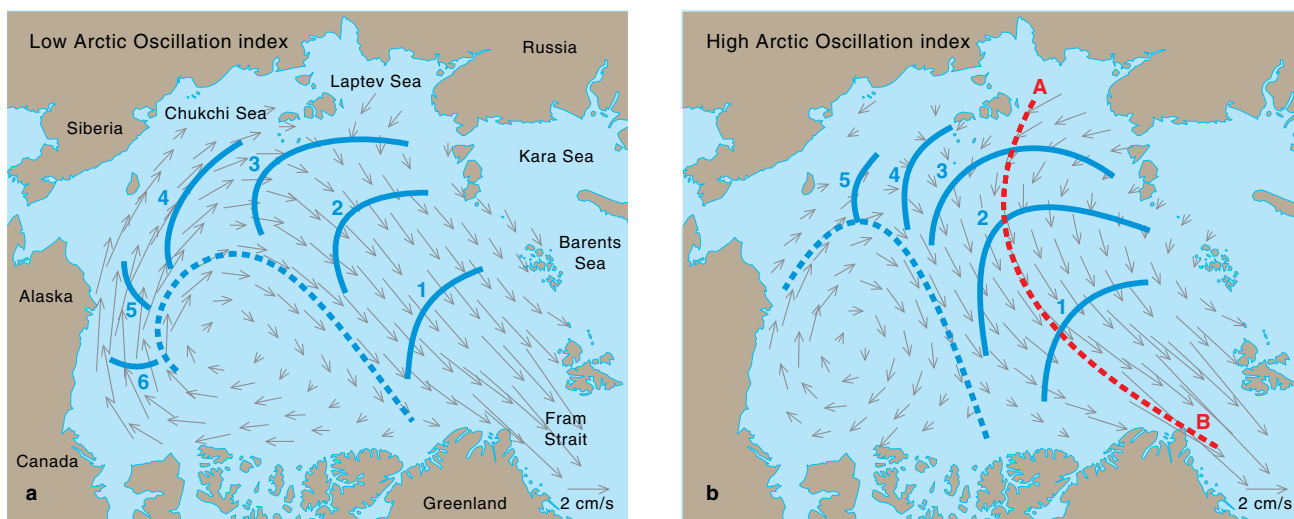 Low Arctic Oscillation index
Russia
Laptev Sea
Chukchi Sea
Siberia
Kara Sea
3
4
2
Barents
Sea
Alaska
1
5
6
Fram
Strait
Canada
a
Greenland
2 cm/s
High Arctic Oscillation index
A
5
4
3
2
1
B
b
2 cm/s